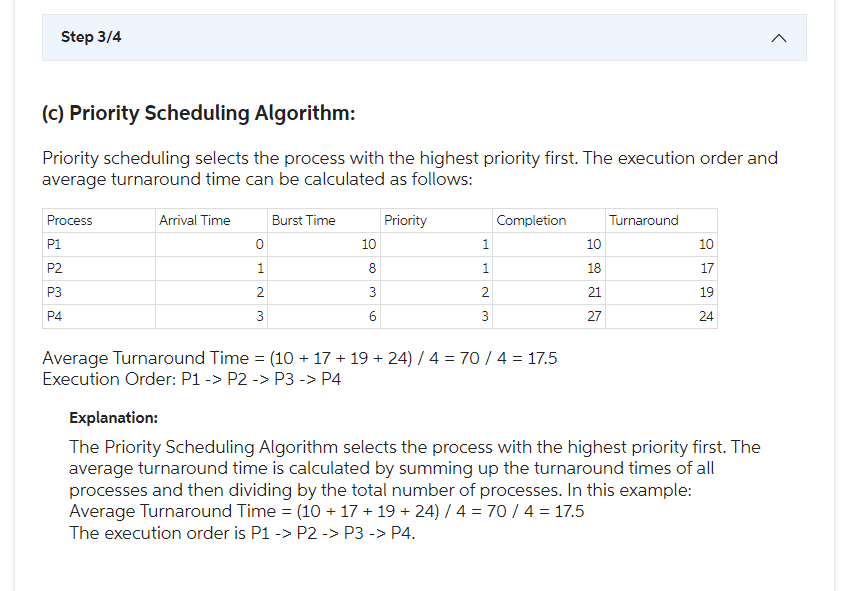 Step 3/4
(c) Priority Scheduling Algorithm:
Priority scheduling selects the process with the highest priority first. The execution order and
average turnaround time can be calculated as follows:
Process Arrival Time Burst Time Priority Completion Turnaround
P1 0 10 1 10 10
P2 1 8 1 18 17
P3 2 3 2 21 19
P4 3 6 3 27 24
Average Turnaround Time = (10 + 17 + 19 + 24) / 4 = 70 / 4 = 17.5
Execution Order: P1 -> P2 -> P3 -> P4
Explanation:
The Priority Scheduling Algorithm selects the process with the highest priority first. The
average turnaround time is calculated by summing up the turnaround times of all
processes and then dividing by the total number of processes. In this example:
Average Turnaround Time = (10 + 17 + 19 + 24) / 4 = 70 / 4 = 17.5
The execution order is P1 -> P2 -> P3 -> P4.